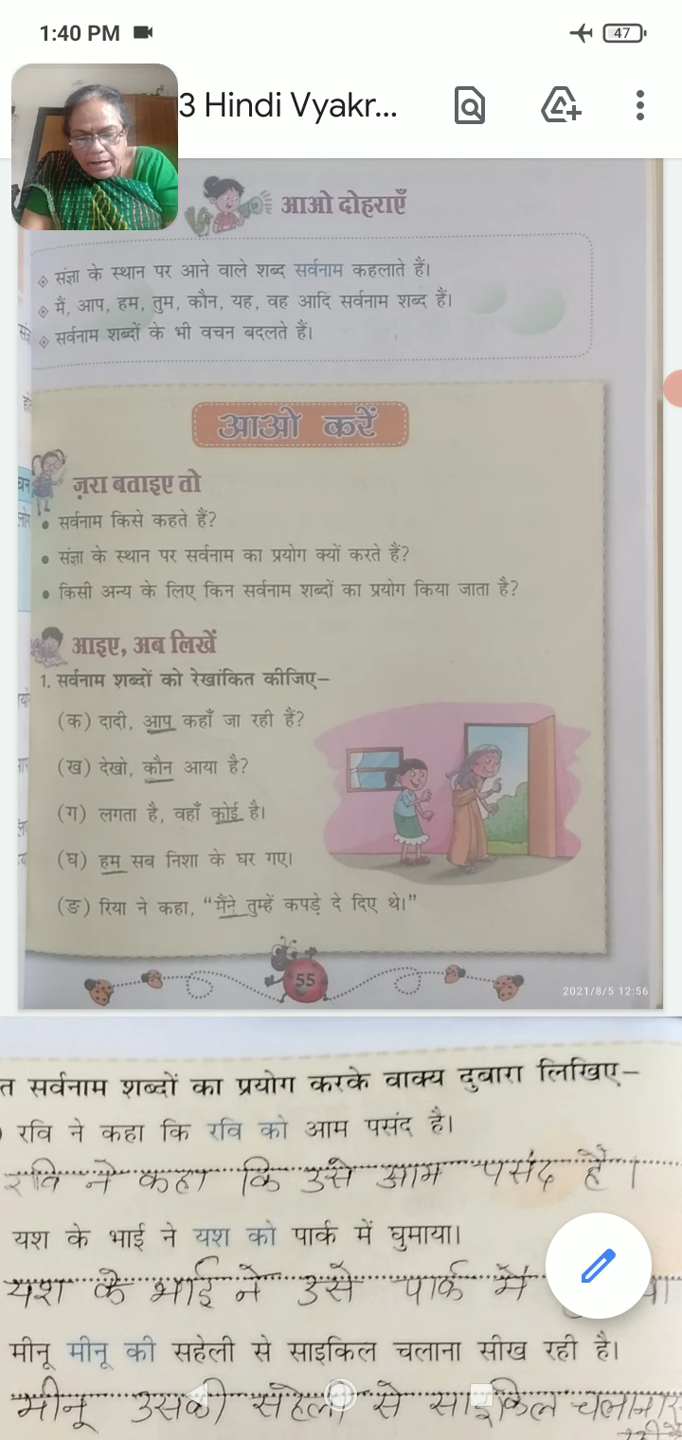 1:40 PM
47
3 Hindi Vyakr...
आओ दोहराएँ
संज्ञा के स्थान पर आने वाले शब्द सर्वनाम कहलाते हैं।
मैं, आप, हम, तुम, कौन, यह, वह आदि सर्वनाम शब्द हैं।
सर्वनाम शब्दों के भी वचन बदलते हैं।
आओ करें
ज़रा बताइए तो
• सर्वनाम किसे कहते हैं?
• संज्ञा के स्थान पर सर्वनाम का प्रयोग क्यों करते हैं?
• किसी अन्य के लिए किन सर्वनाम शब्दों का प्रयोग किया जाता है?
आइए, अब लिखें
1. सर्वनाम शब्दों को रेखांकित कीजिए–
(क) दादी, आप कहाँ जा रही हैं?
(ख) देखो, कौन आया है?
(ग) लगता है, वहाँ कोई है।
(घ) हम सब निशा के घर गए।
(ङ) रिया ने कहा, “मैंने तुम्हें कपड़े दे दिए थे।”
55
2021/8/5 12:56
त सर्वनाम शब्दों का प्रयोग करके वाक्य दुबारा लिखिए–
रवि ने कहा कि रवि को आम पसंद है।
रवि ने कहा कि उसे आम पसंद है।
यश के भाई ने यश को पार्क में घुमाया।
यश के भाई ने उसे पार्क में
मीनू मीनू की सहेली से साइकिल चलाना सीख रही है।
मीनू उसकी सहेली से साइकिल चलाना